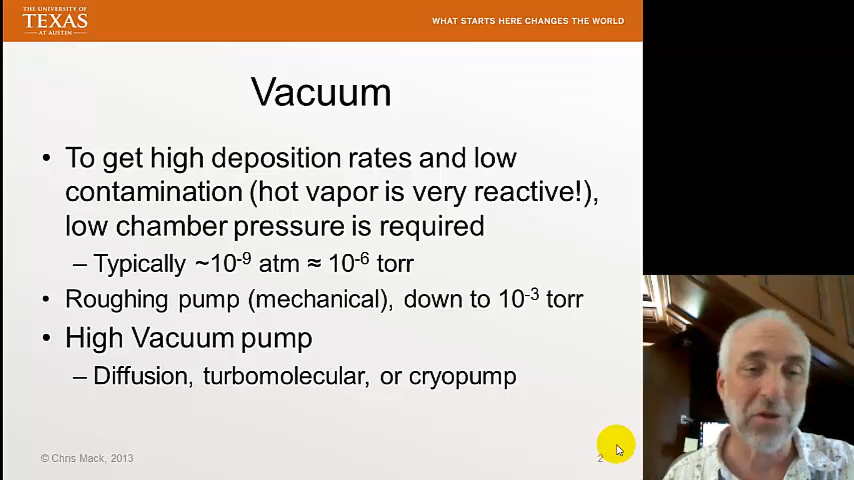 THE UNIVERSITY OF
TEXAS
AT AUSTIN
WHAT STARTS HERE CHANGES THE WORLD
Vacuum
• To get high deposition rates and low
contamination (hot vapor is very reactive!),
low chamber pressure is required
– Typically ~10⁻⁹ atm ≈ 10⁻⁶ torr
• Roughing pump (mechanical), down to 10⁻³ torr
• High Vacuum pump
– Diffusion, turbomolecular, or cryopump
© Chris Mack, 2013
2